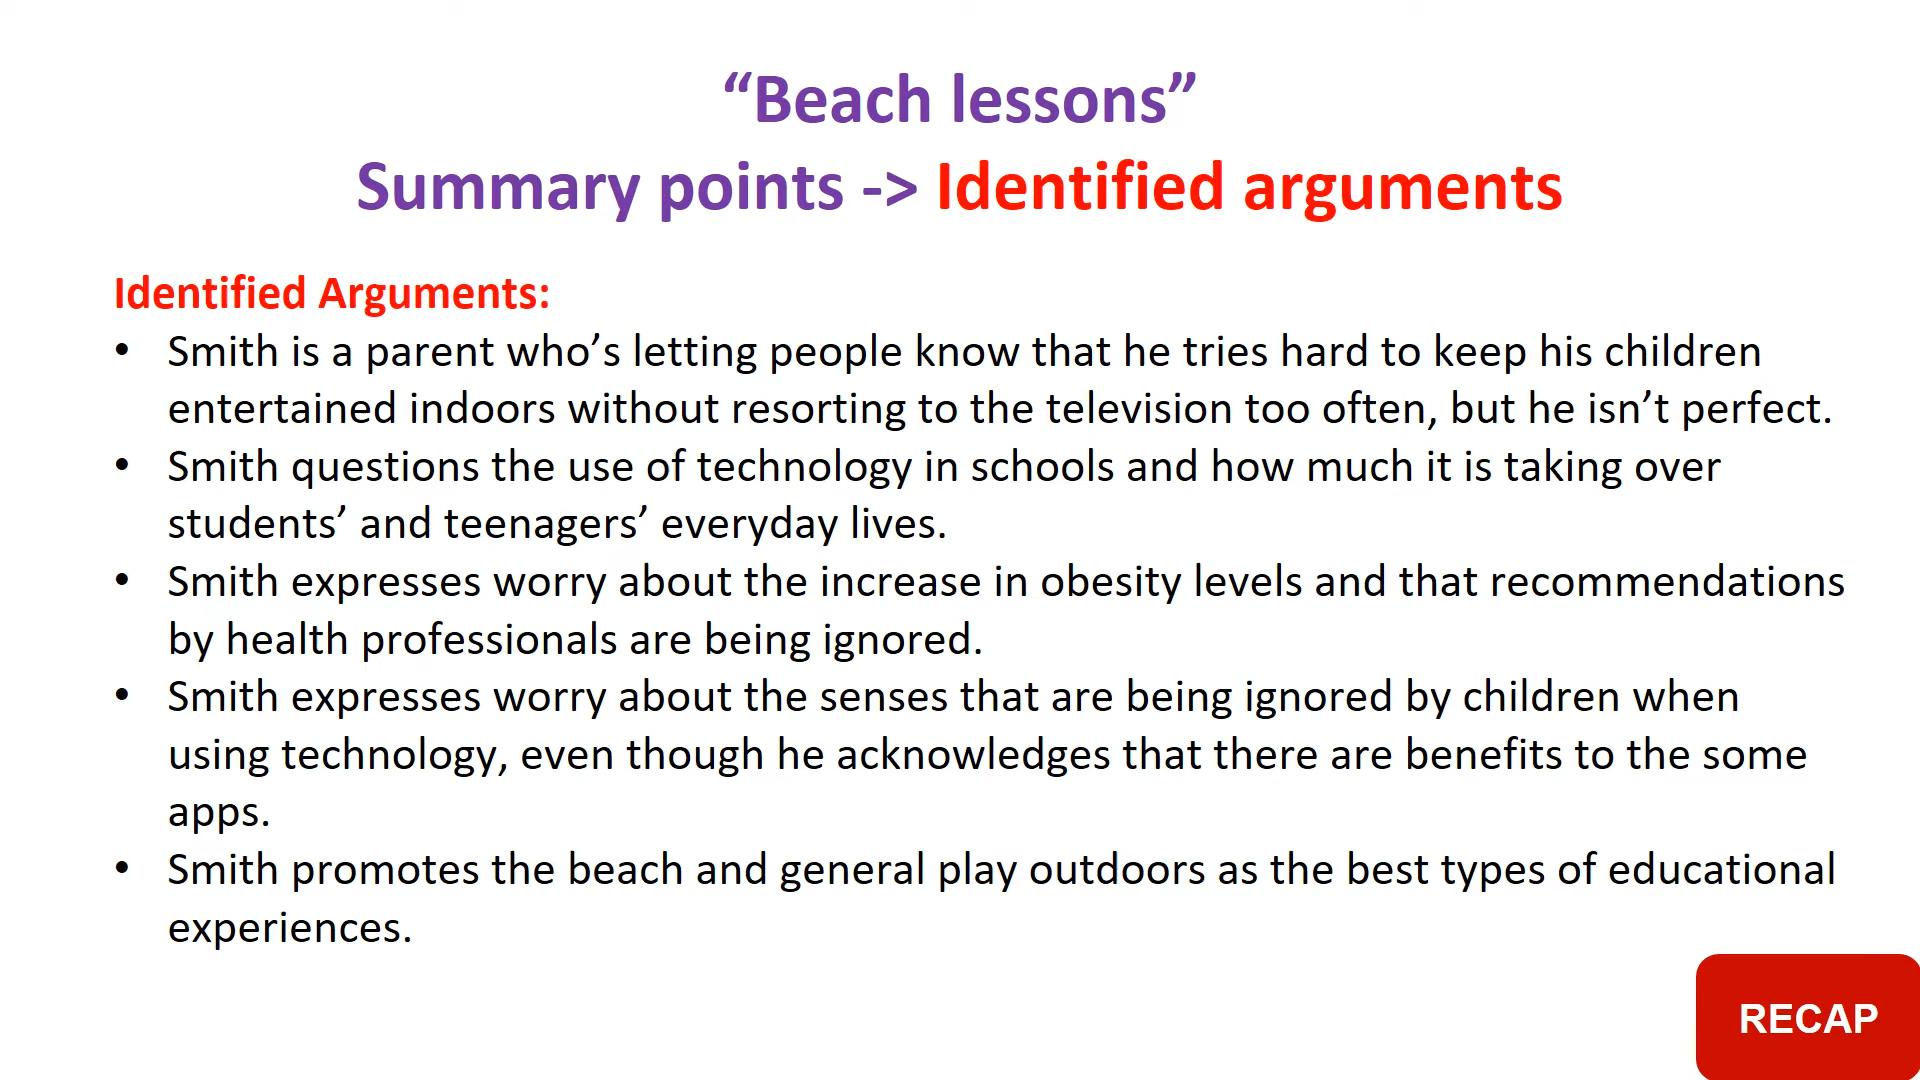 “Beach lessons”
Summary points -> Identified arguments
Identified Arguments:
• Smith is a parent who’s letting people know that he tries hard to keep his children
entertained indoors without resorting to the television too often, but he isn’t perfect.
• Smith questions the use of technology in schools and how much it is taking over
students’ and teenagers’ everyday lives.
• Smith expresses worry about the increase in obesity levels and that recommendations
by health professionals are being ignored.
• Smith expresses worry about the senses that are being ignored by children when
using technology, even though he acknowledges that there are benefits to the some
apps.
• Smith promotes the beach and general play outdoors as the best types of educational
experiences.
RECAP